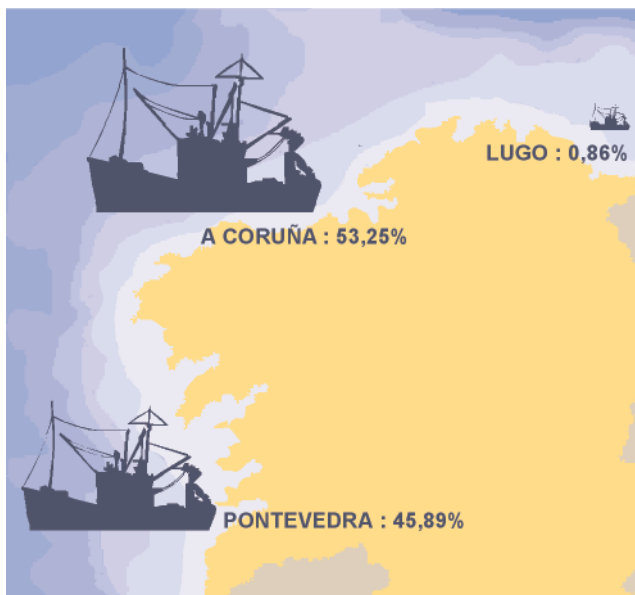 LUGO : 0,86%
A CORUÑA : 53,25%
PONTEVEDRA : 45,89%